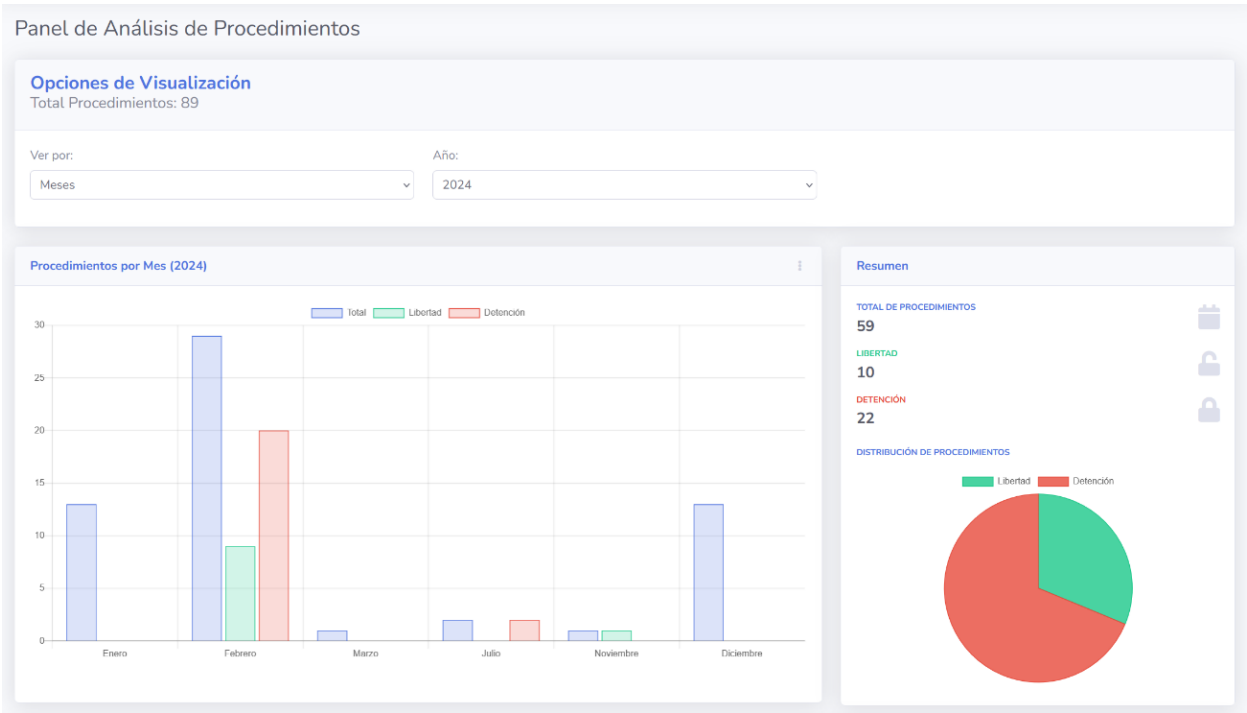 Panel de Análisis de Procedimientos
Opciones de Visualización
Total Procedimientos: 89
Ver por:
Año:
Meses
2024
Procedimientos por Mes (2024)
Total Libertad Detención
30
25
20
15
10
5
0
Enero Febrero Marzo Julio Noviembre Diciembre
Resumen
TOTAL DE PROCEDIMIENTOS
59
LIBERTAD
10
DETENCIÓN
22
DISTRIBUCIÓN DE PROCEDIMIENTOS
Libertad Detención